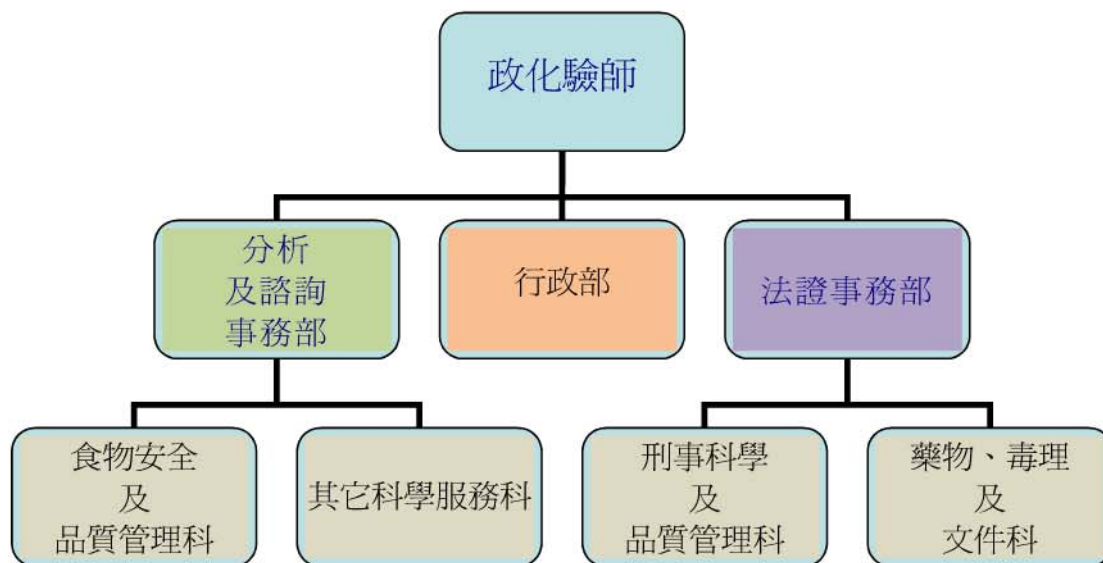 政化驗師
分析
及諮詢
事務部
行政部
法證事務部
食物安全
及
品質管理科
其它科學服務科
刑事科學
及
品質管理科
藥物、毒理
及
文件科